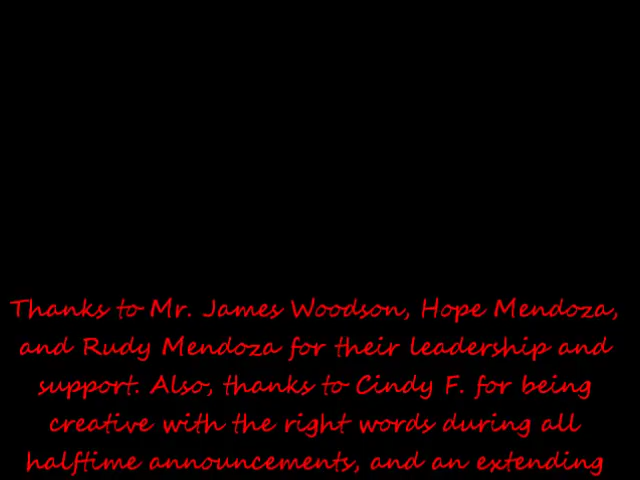 Thanks to Mr. James Woodson, Hope Mendoza,
and Rudy Mendoza for their leadership and
support. Also, thanks to Cindy F. for being
creative with the right words during all
halftime announcements, and an extending